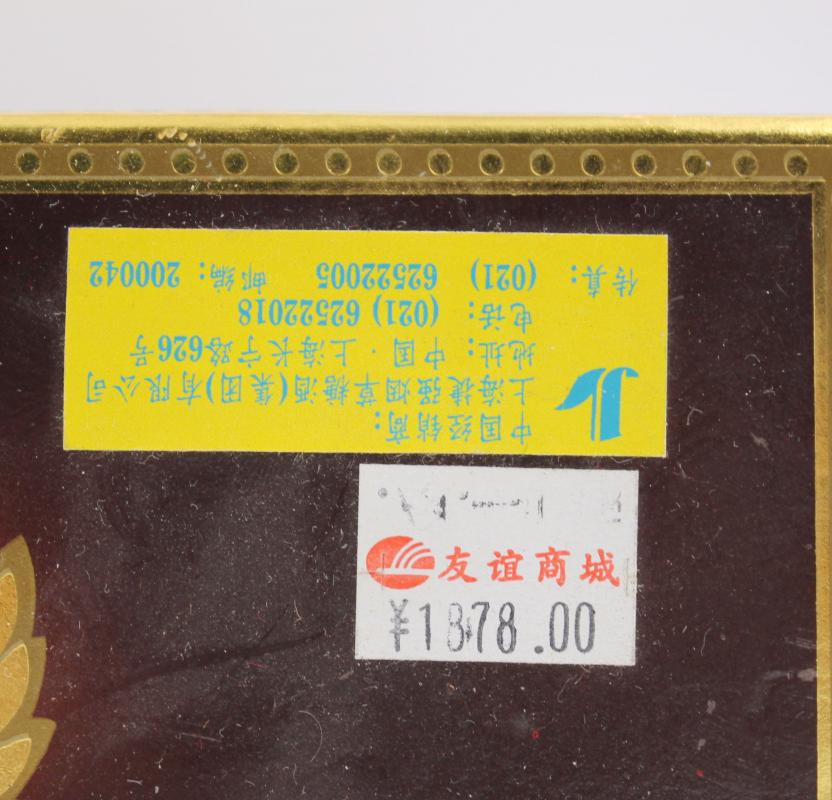 中国经销商:
上海捷强烟草糖酒(集团)有限公司
地址: 中国·上海长宁路626号
电话: (021) 62522018
传真: (021) 62522005 邮编: 200042
友谊商城
¥1878.00